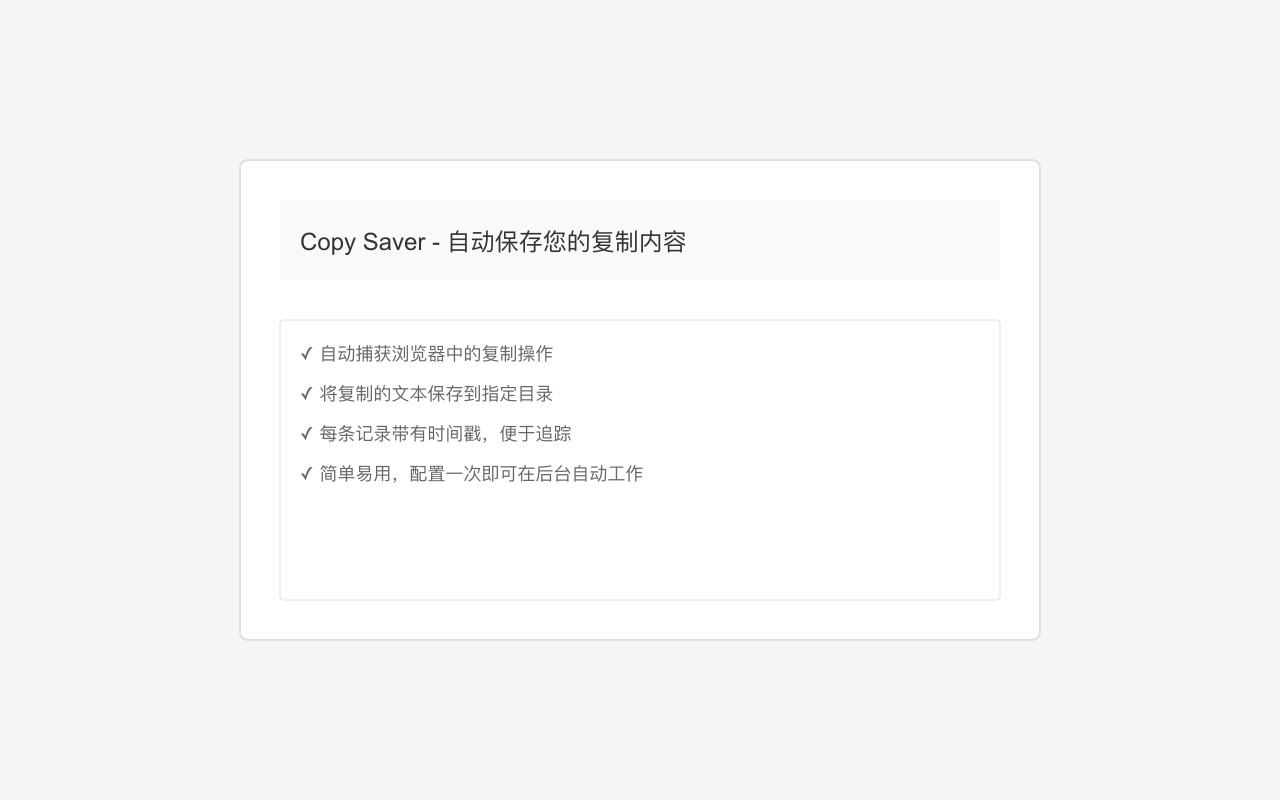 Copy Saver - 自动保存您的复制内容
✓ 自动捕获浏览器中的复制操作
✓ 将复制的文本保存到指定目录
✓ 每条记录带有时间戳，便于追踪
✓ 简单易用，配置一次即可在后台自动工作